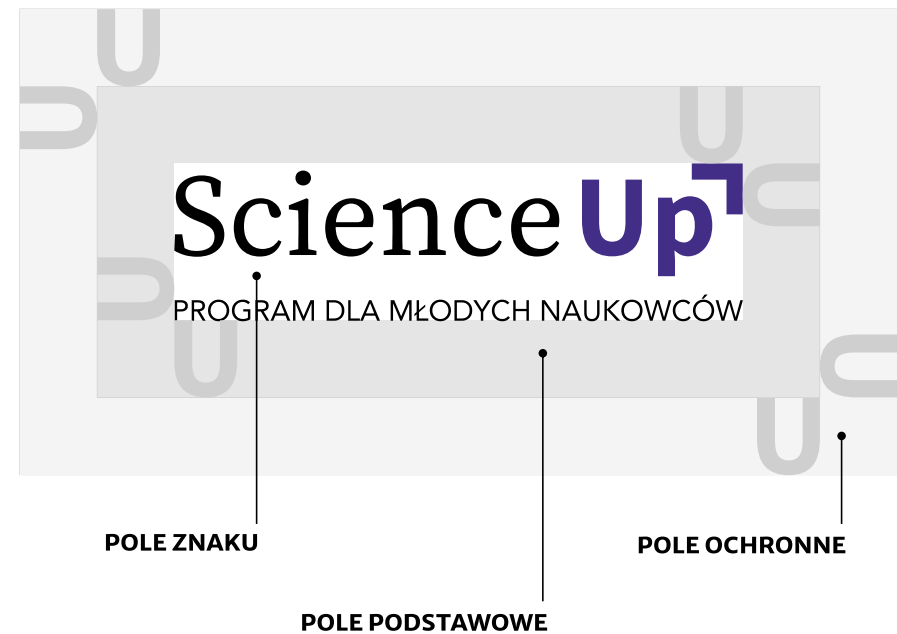 Science Up
PROGRAM DLA MŁODYCH NAUKOWCÓW
POLE ZNAKU
POLE OCHRONNE
POLE PODSTAWOWE